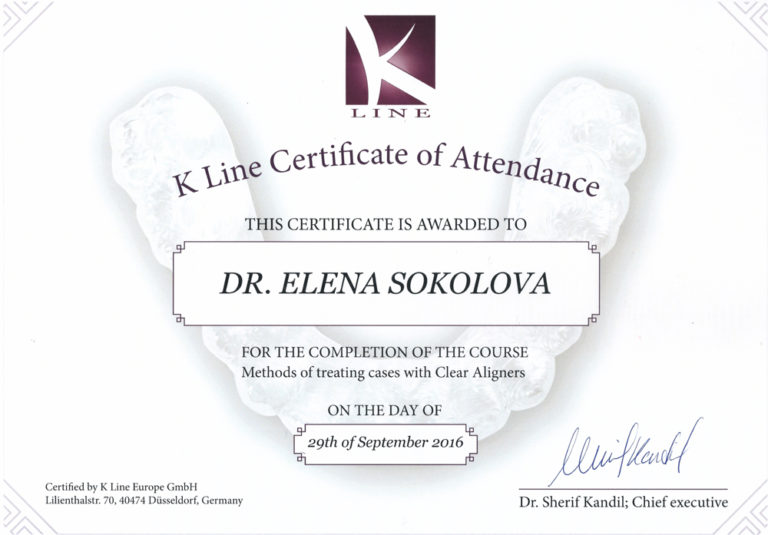 K
LINE
K Line Certificate of Attendance
THIS CERTIFICATE IS AWARDED TO
DR. ELENA SOKOLOVA
FOR THE COMPLETION OF THE COURSE
Methods of treating cases with Clear Aligners
ON THE DAY OF
29th of September 2016
Certified by K Line Europe GmbH
Lilienthalstr. 70, 40474 Düsseldorf, Germany
Dr. Sherif Kandil; Chief executive